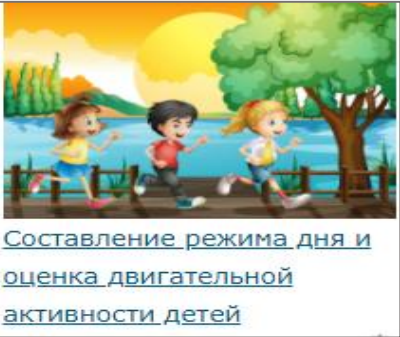 Составление режима дня и
оценка двигательной
активности детей